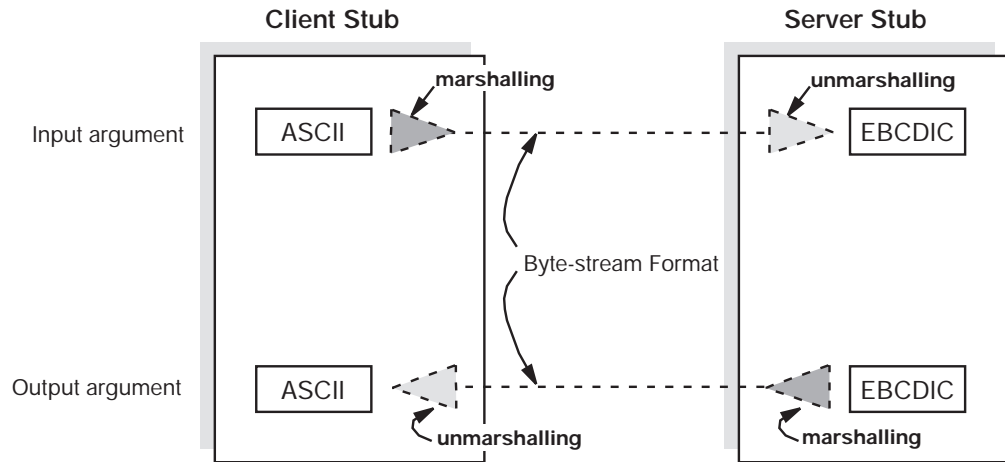 Client Stub
Server Stub
marshalling
unmarshalling
Input argument
ASCII
EBCDIC
Byte-stream Format
Output argument
ASCII
EBCDIC
unmarshalling
marshalling